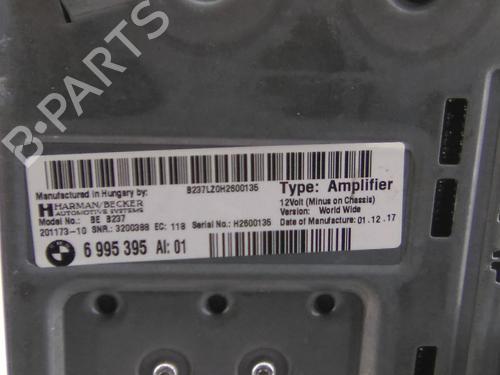 B-PARTS
Manufactured in Hungary by:
B237LZ0H2600135
HARMAN/BECKER
AUTOMOTIVE SYSTEMS
Type: Amplifier
12Volt (Minus on Chassis)
Version: World Wide
Model No.: BE B237
201173-10 SNR.: 3200388 EC: 118 Serial No.: H2600135
Date of Manufacture: 01.12.17
6 995 395 AI: 01